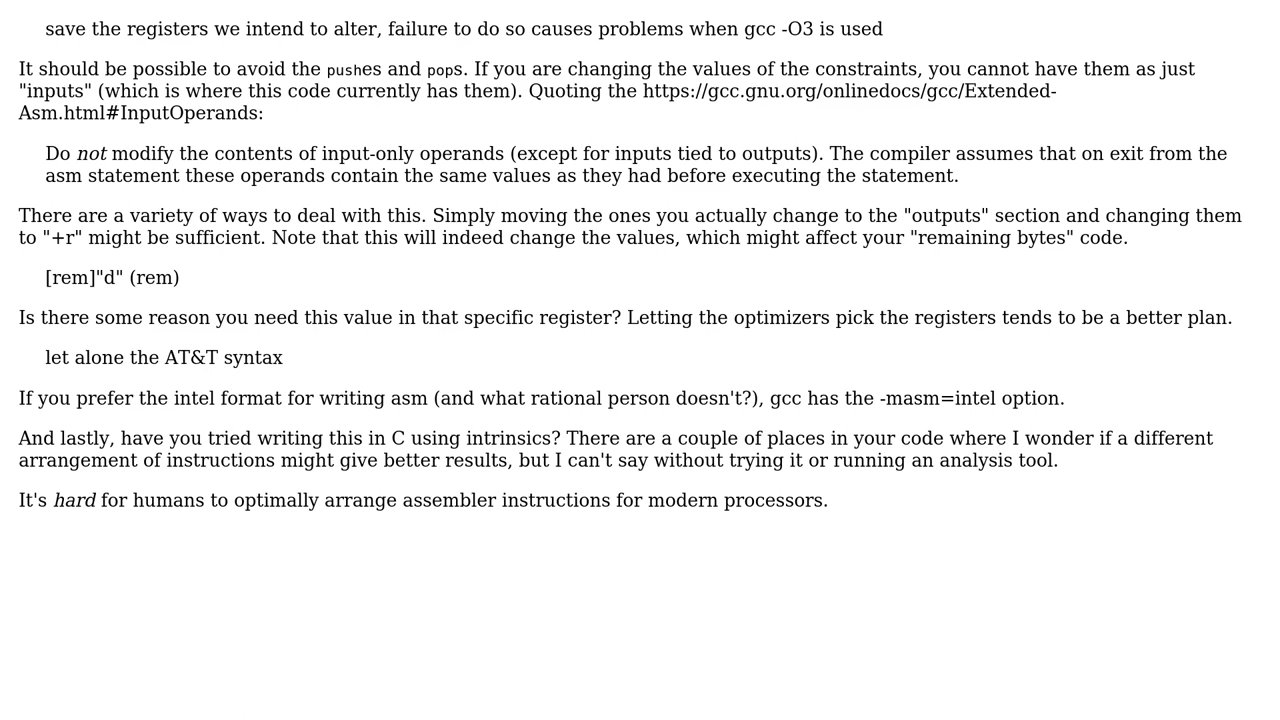 save the registers we intend to alter, failure to do so causes problems when gcc -O3 is used
It should be possible to avoid the pushes and pops. If you are changing the values of the constraints, you cannot have them as just
"inputs" (which is where this code currently has them). Quoting the https://gcc.gnu.org/onlinedocs/gcc/Extended-
Asm.html#InputOperands:
Do not modify the contents of input-only operands (except for inputs tied to outputs). The compiler assumes that on exit from the
asm statement these operands contain the same values as they had before executing the statement.
There are a variety of ways to deal with this. Simply moving the ones you actually change to the "outputs" section and changing them
to "+r" might be sufficient. Note that this will indeed change the values, which might affect your "remaining bytes" code.
[rem]"d" (rem)
Is there some reason you need this value in that specific register? Letting the optimizers pick the registers tends to be a better plan.
let alone the AT&T syntax
If you prefer the intel format for writing asm (and what rational person doesn't?), gcc has the -masm=intel option.
And lastly, have you tried writing this in C using intrinsics? There are a couple of places in your code where I wonder if a different
arrangement of instructions might give better results, but I can't say without trying it or running an analysis tool.
It's hard for humans to optimally arrange assembler instructions for modern processors.